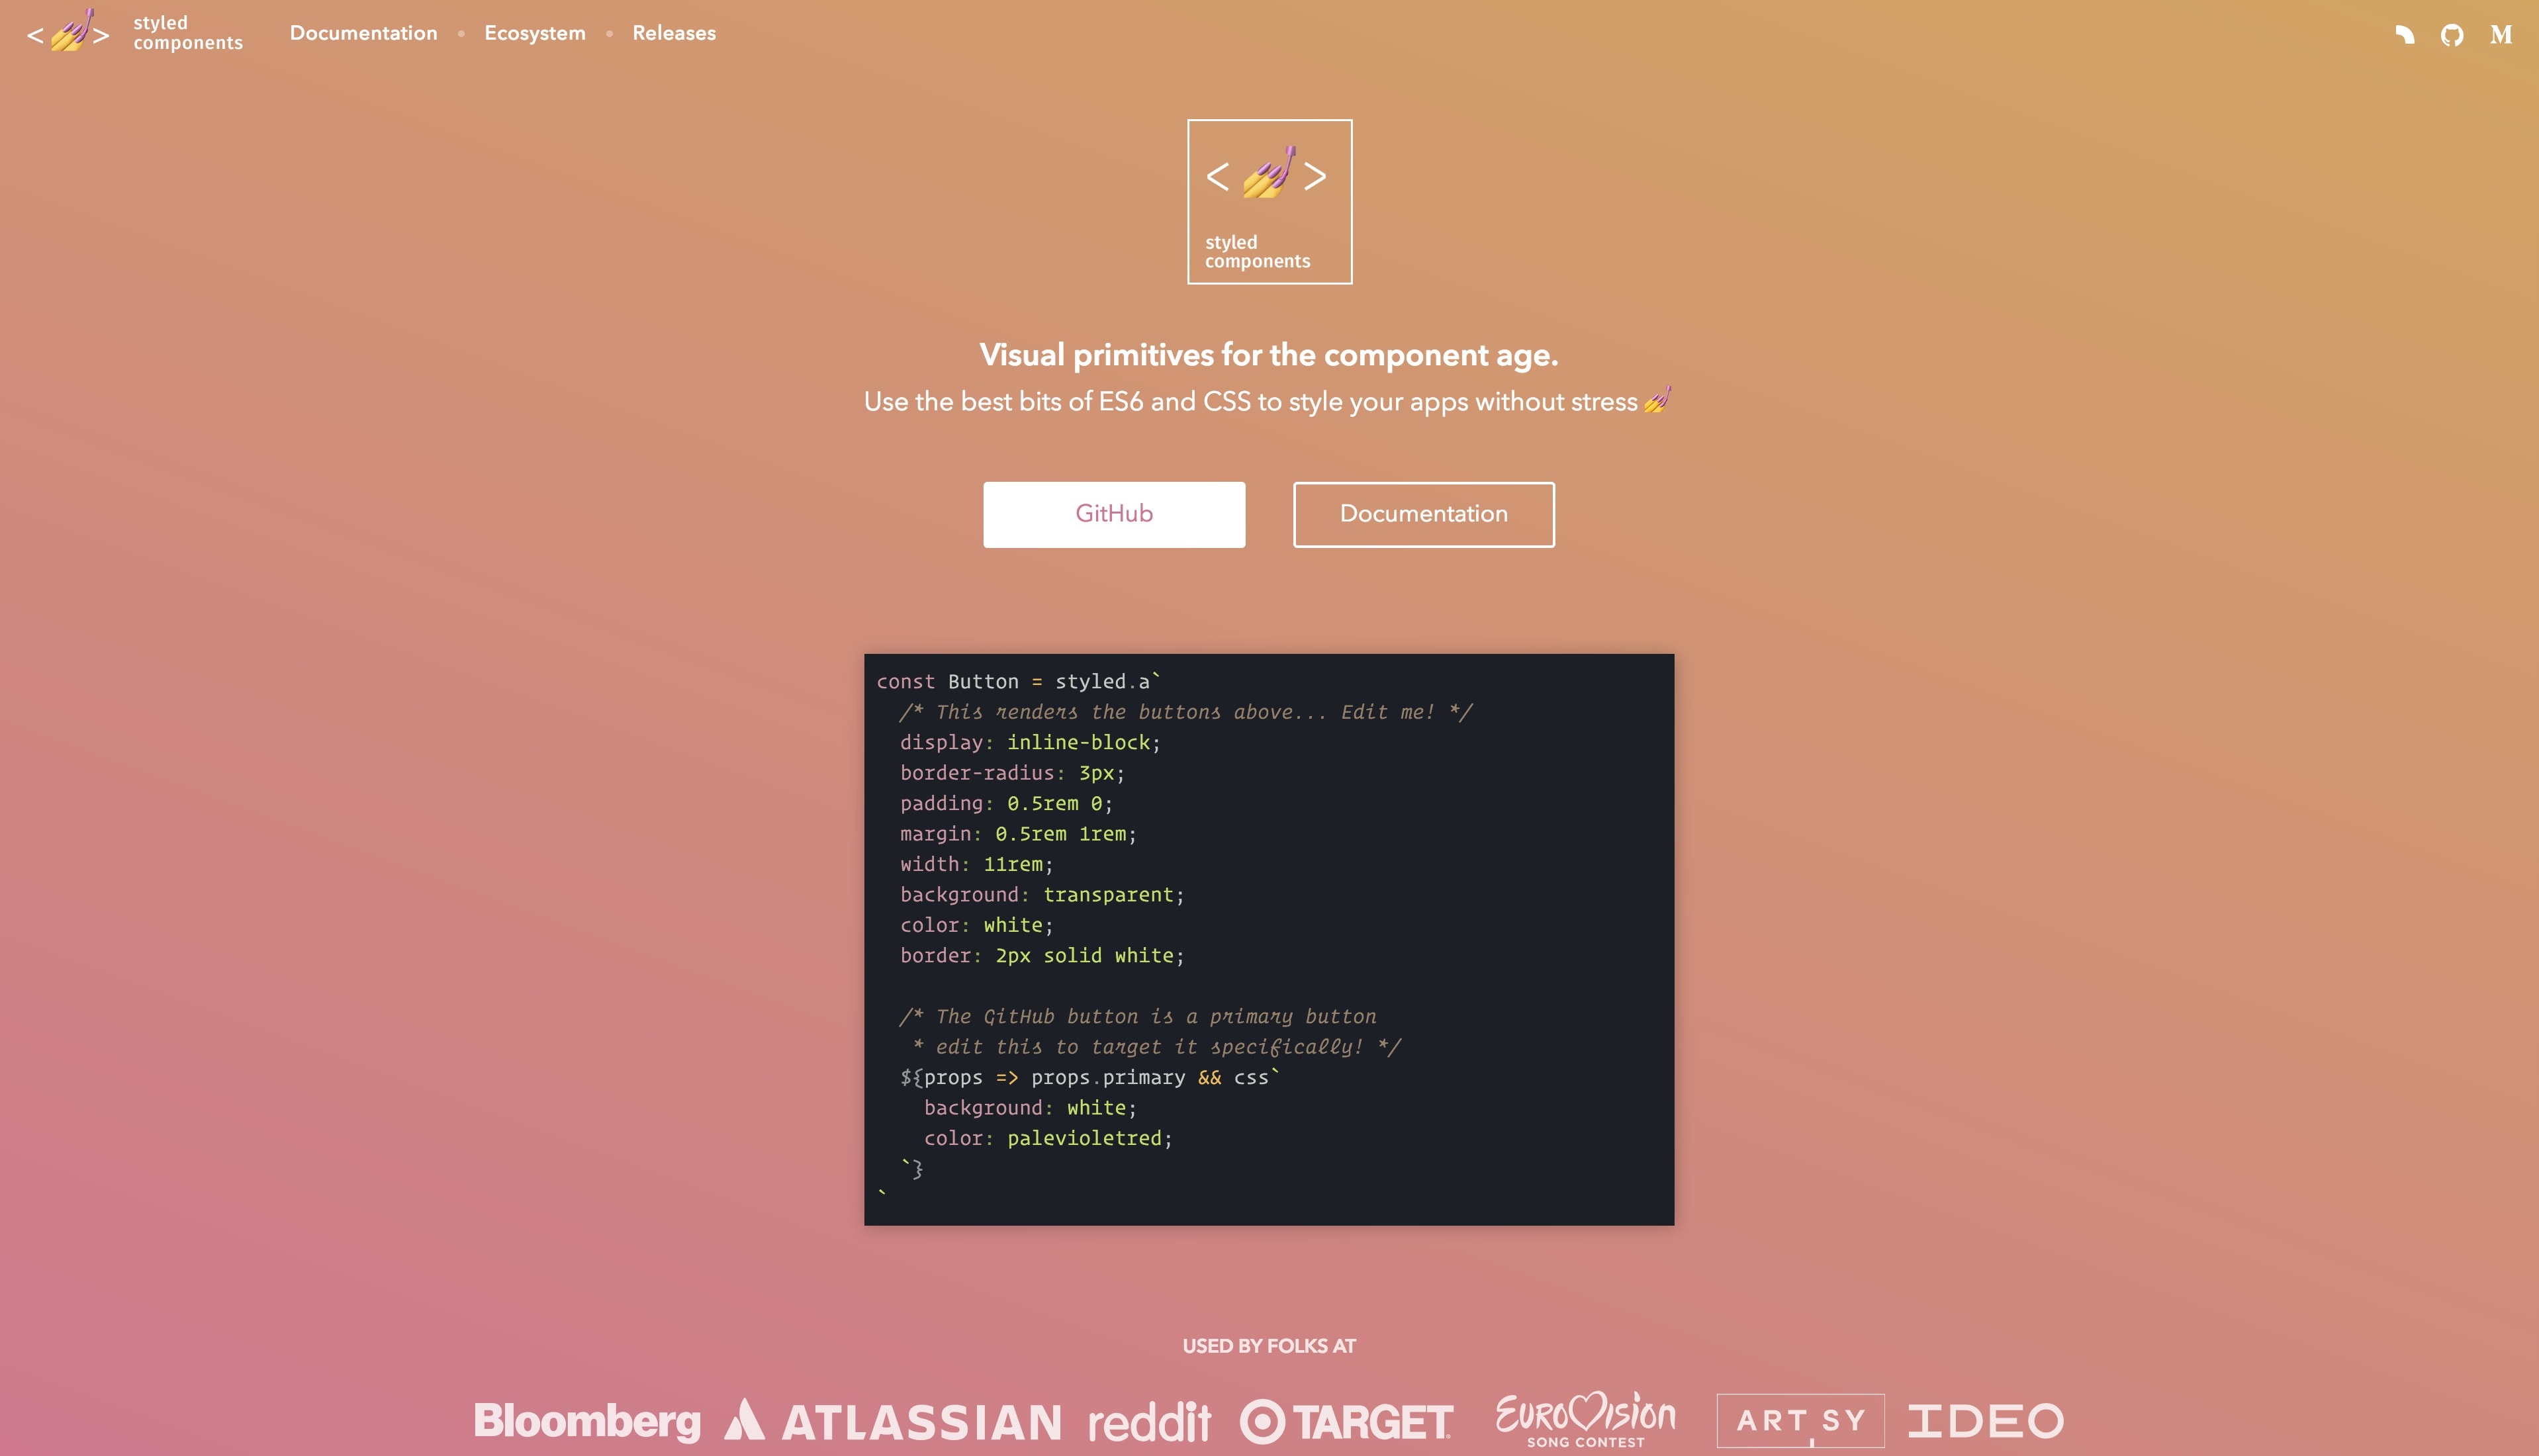 styled
components
Documentation • Ecosystem • Releases
M
< >
styled
components
Visual primitives for the component age.
Use the best bits of ES6 and CSS to style your apps without stress 💅
GitHub
Documentation
const Button = styled.a`
  /* This renders the buttons above... Edit me! */
  display: inline-block;
  border-radius: 3px;
  padding: 0.5rem 0;
  margin: 0.5rem 1rem;
  width: 11rem;
  background: transparent;
  color: white;
  border: 2px solid white;
  /* The GitHub button is a primary button
   * edit this to target it specifically! */
  ${props => props.primary && css`
    background: white;
    color: palevioletred;
  `}
`
USED BY FOLKS AT
Bloomberg
ATLASSIAN
reddit
TARGET
EUROVISION
SONG CONTEST
ARTSY
IDEO